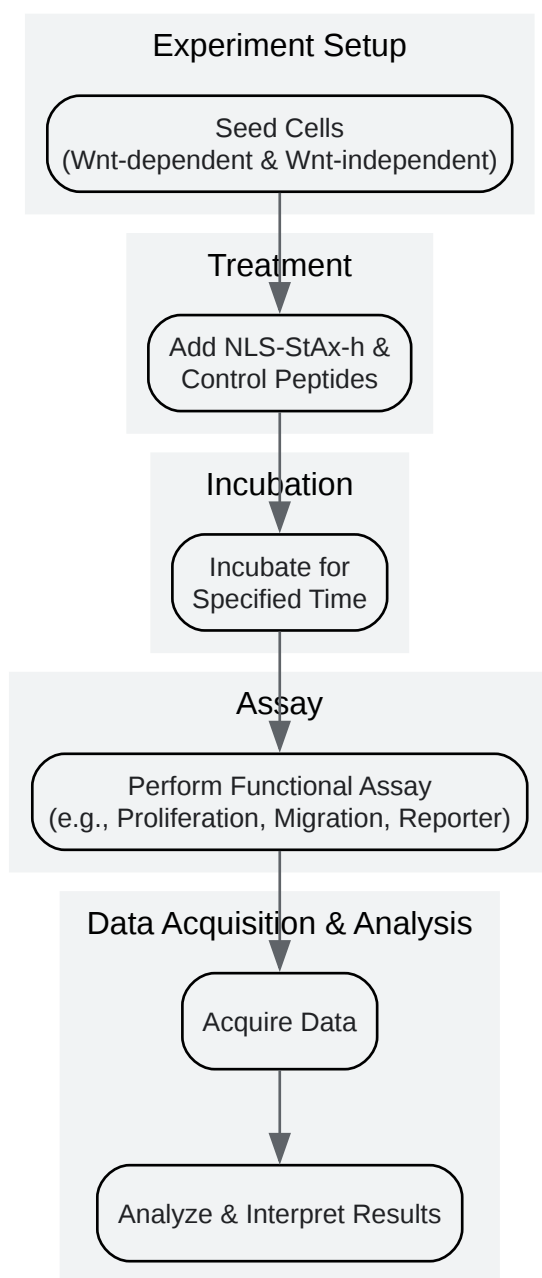 Experiment Setup
Seed Cells
(Wnt-dependent & Wnt-independent)
Treatment
Add NLS-StAx-h &
Control Peptides
Incubation
Incubate for
Specified Time
Assay
Perform Functional Assay
(e.g., Proliferation, Migration, Reporter)
Data Acquisition & Analysis
Acquire Data
Analyze & Interpret Results